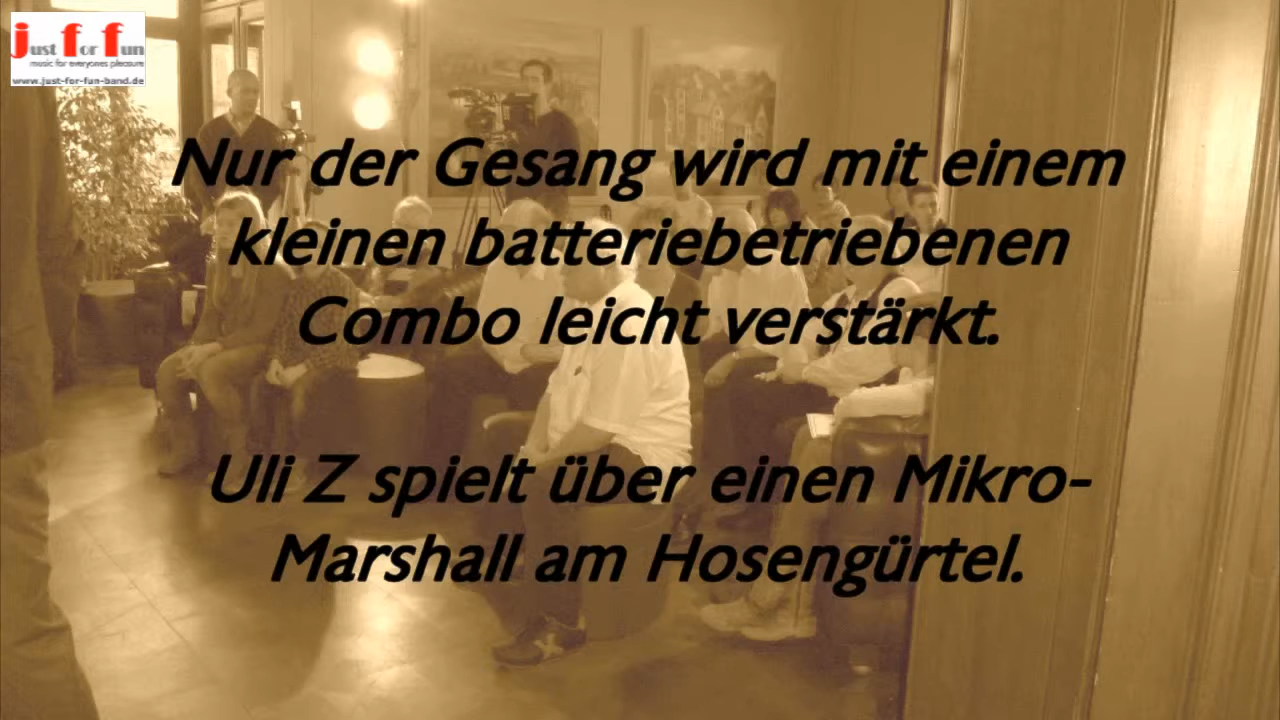 Just For Fun
music for everyones pleasure
www.just-for-fun-band.de
Nur der Gesang wird mit einem
kleinen batteriebetriebenen
Combo leicht verstärkt.
Uli Z spielt über einen Mikro-
Marshall am Hosengürtel.